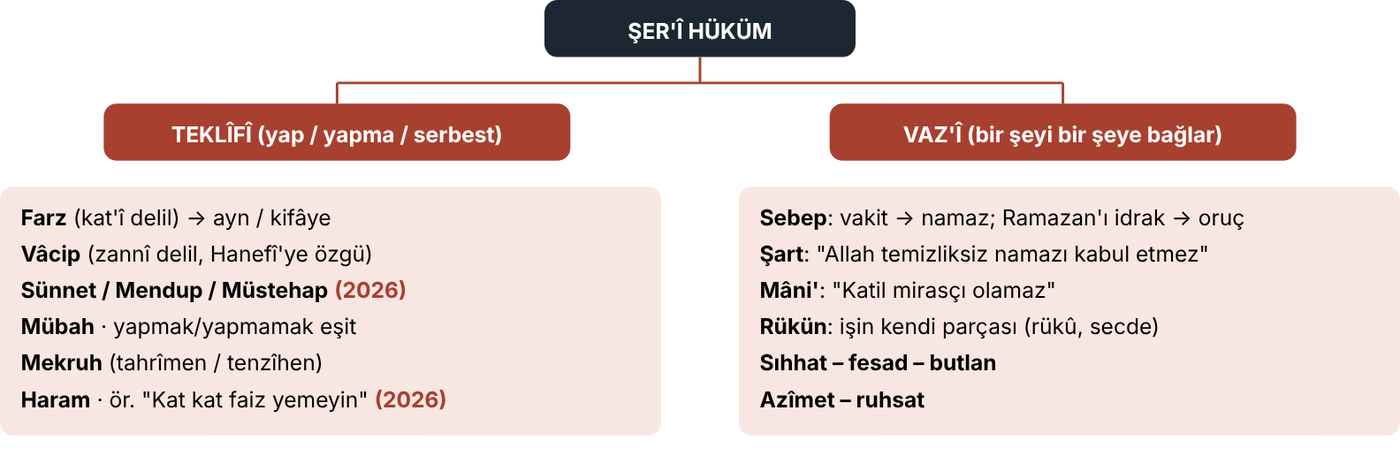 ŞER'Î HÜKÜM
TEKLÎFÎ (yap / yapma / serbest)
Farz (kat'î delil) → ayn / kifâye
Vâcip (zannî delil, Hanefî'ye özgü)
Sünnet / Mendup / Müstehap (2026)
Mübah · yapmak/yapmamak eşit
Mekruh (tahrîmen / tenzîhen)
Haram · ör. "Kat kat faiz yemeyin" (2026)
VAZ'Î (bir şeyi bir şeye bağlar)
Sebep: vakit → namaz; Ramazan'ı idrak → oruç
Şart: "Allah temizliksiz namazı kabul etmez"
Mâni': "Katil mirasçı olamaz"
Rükün: işin kendi parçası (rükû, secde)
Sıhhat – fesad – butlan
Azîmet – ruhsat